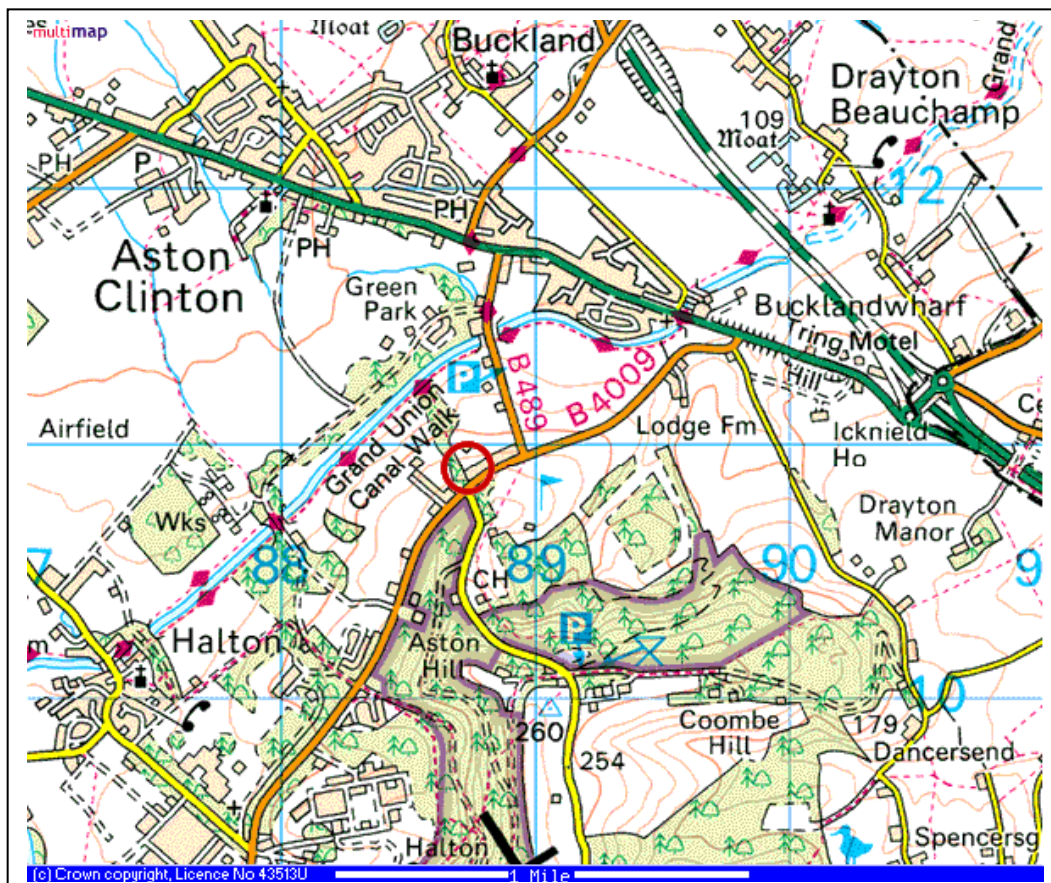 multimap
Moat
Buckland
Drayton
Beauchamp
Grand
109
Moat
PH
P
PH
12
PH
Aston
Clinton
Green
Park
Bucklandwharf
Tring
Hill
Motel
P
B 489
B 4009
Airfield
Grand Union
Canal Walk
Lodge Fm
Icknield
Ho
Wks
Drayton
Manor
88
89
90
CH
P
Halton
Aston
Hill
10
260
254
Coombe
Hill
179
Dancersend
Halton
Spencersg
(c) Crown copyright, Licence No 43513U
1 Mile